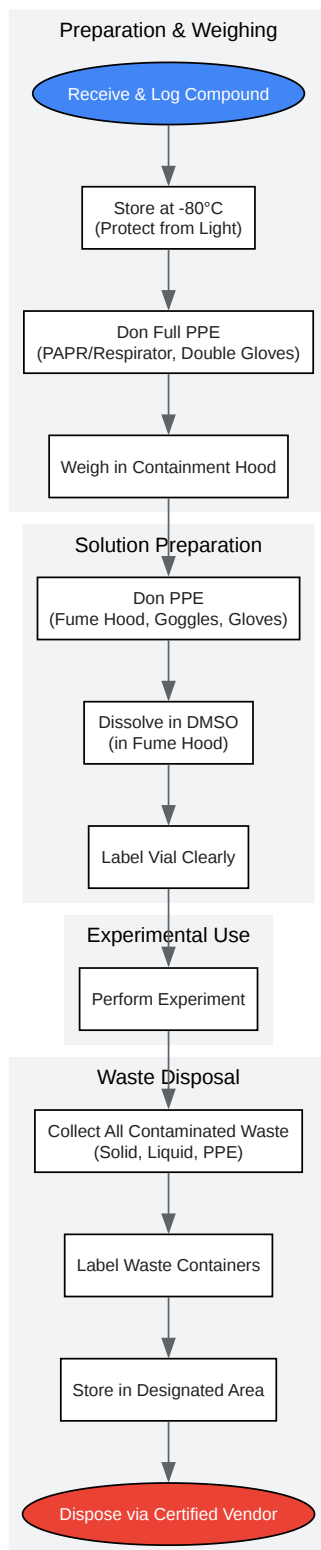 Preparation & Weighing
Receive & Log Compound
Store at -80°C
(Protect from Light)
Don Full PPE
(PAPR/Respirator, Double Gloves)
Weigh in Containment Hood
Solution Preparation
Don PPE
(Fume Hood, Goggles, Gloves)
Dissolve in DMSO
(in Fume Hood)
Label Vial Clearly
Experimental Use
Perform Experiment
Waste Disposal
Collect All Contaminated Waste
(Solid, Liquid, PPE)
Label Waste Containers
Store in Designated Area
Dispose via Certified Vendor